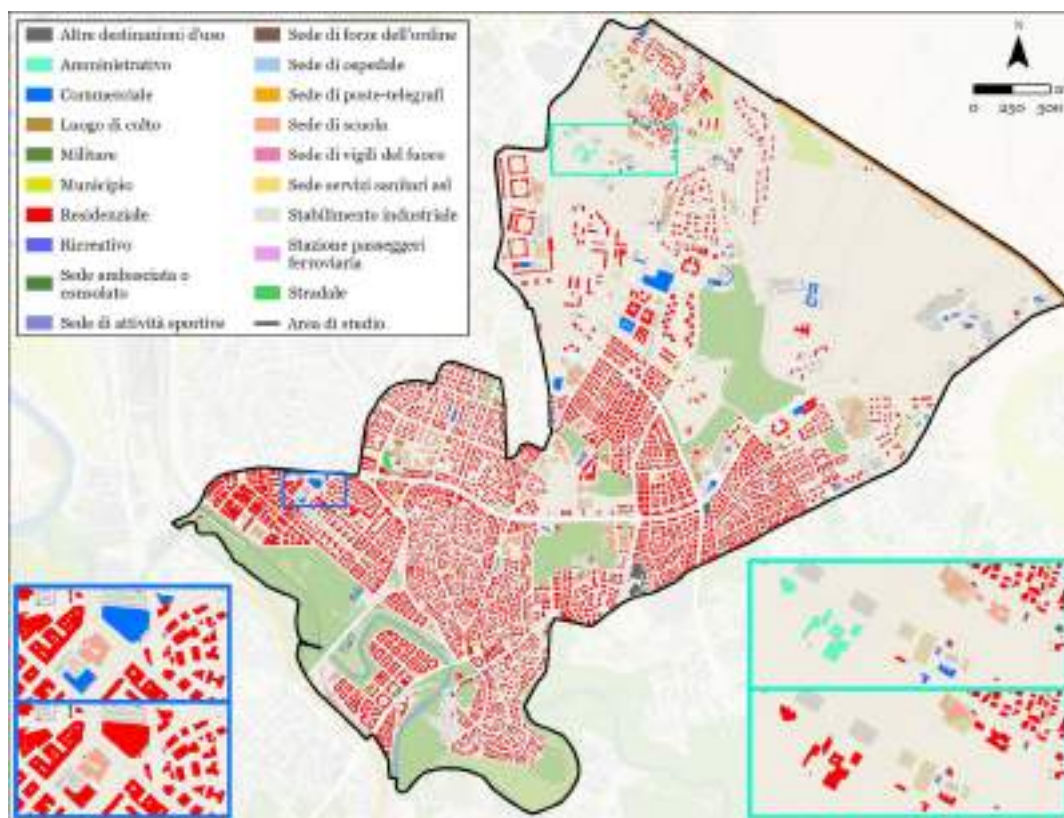 Altre destinazioni d'uso
Amministrativo
Commerciale
Luogo di culto
Militare
Municipio
Residenziale
Ricreativo
Sede ambasciata o
consolato
Sede di attività sportive
Sede di forze dell'ordine
Sede di ospedale
Sede di poste-telegrafi
Sede di scuola
Sede di vigili del fuoco
Sede servizi sanitari asl
Stabilimento industriale
Stazione passeggeri
ferroviaria
Stradale
Area di studio
N
0 250 500